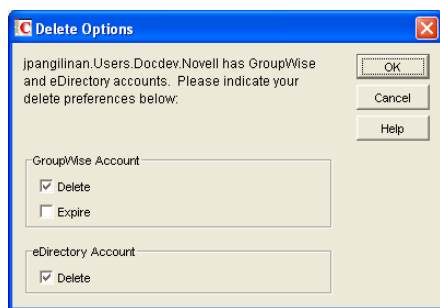 Delete Options
jpangilinan.Users.Docdev.Novell has GroupWise
and eDirectory accounts. Please indicate your
delete preferences below:
OK
Cancel
Help
GroupWise Account
Delete
Expire
eDirectory Account
Delete